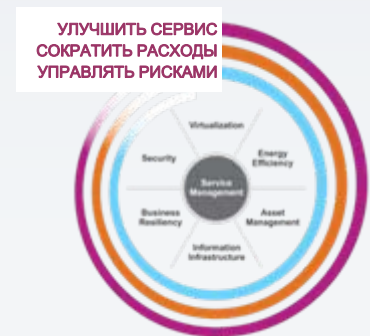 УЛУЧШИТЬ СЕРВИС
СОКРАТИТЬ РАСХОДЫ
УПРАВЛЯТЬ РИСКАМИ
Virtualization
Security
Energy
Efficiency
Service
Management
Business
Resiliency
Asset
Management
Information
Infrastructure